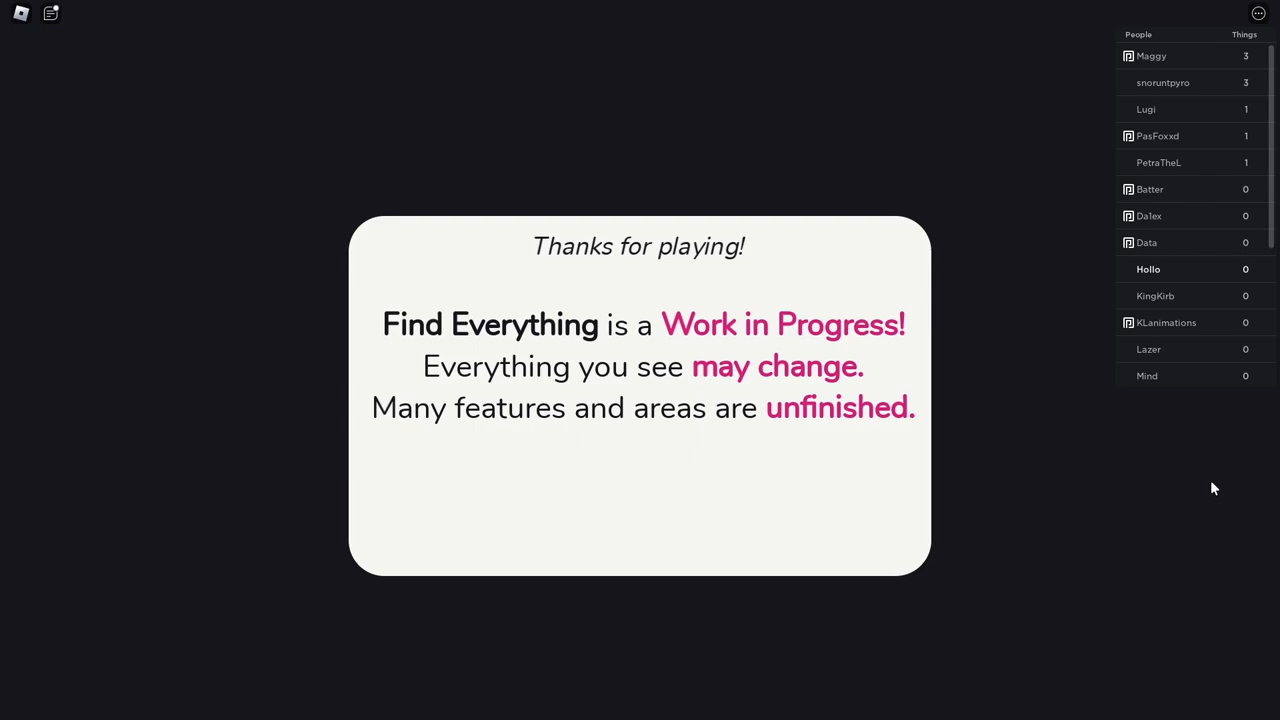 People Things
Maggy 3
snoruntpyro 3
Lugi 1
PasFoxxd 1
PetraTheL 1
Batter 0
Da1ex 0
Data 0
Hollo 0
KingKirb 0
KLanimations 0
Lazer 0
Mind 0
Thanks for playing!
Find Everything is a Work in Progress!
Everything you see may change.
Many features and areas are unfinished.